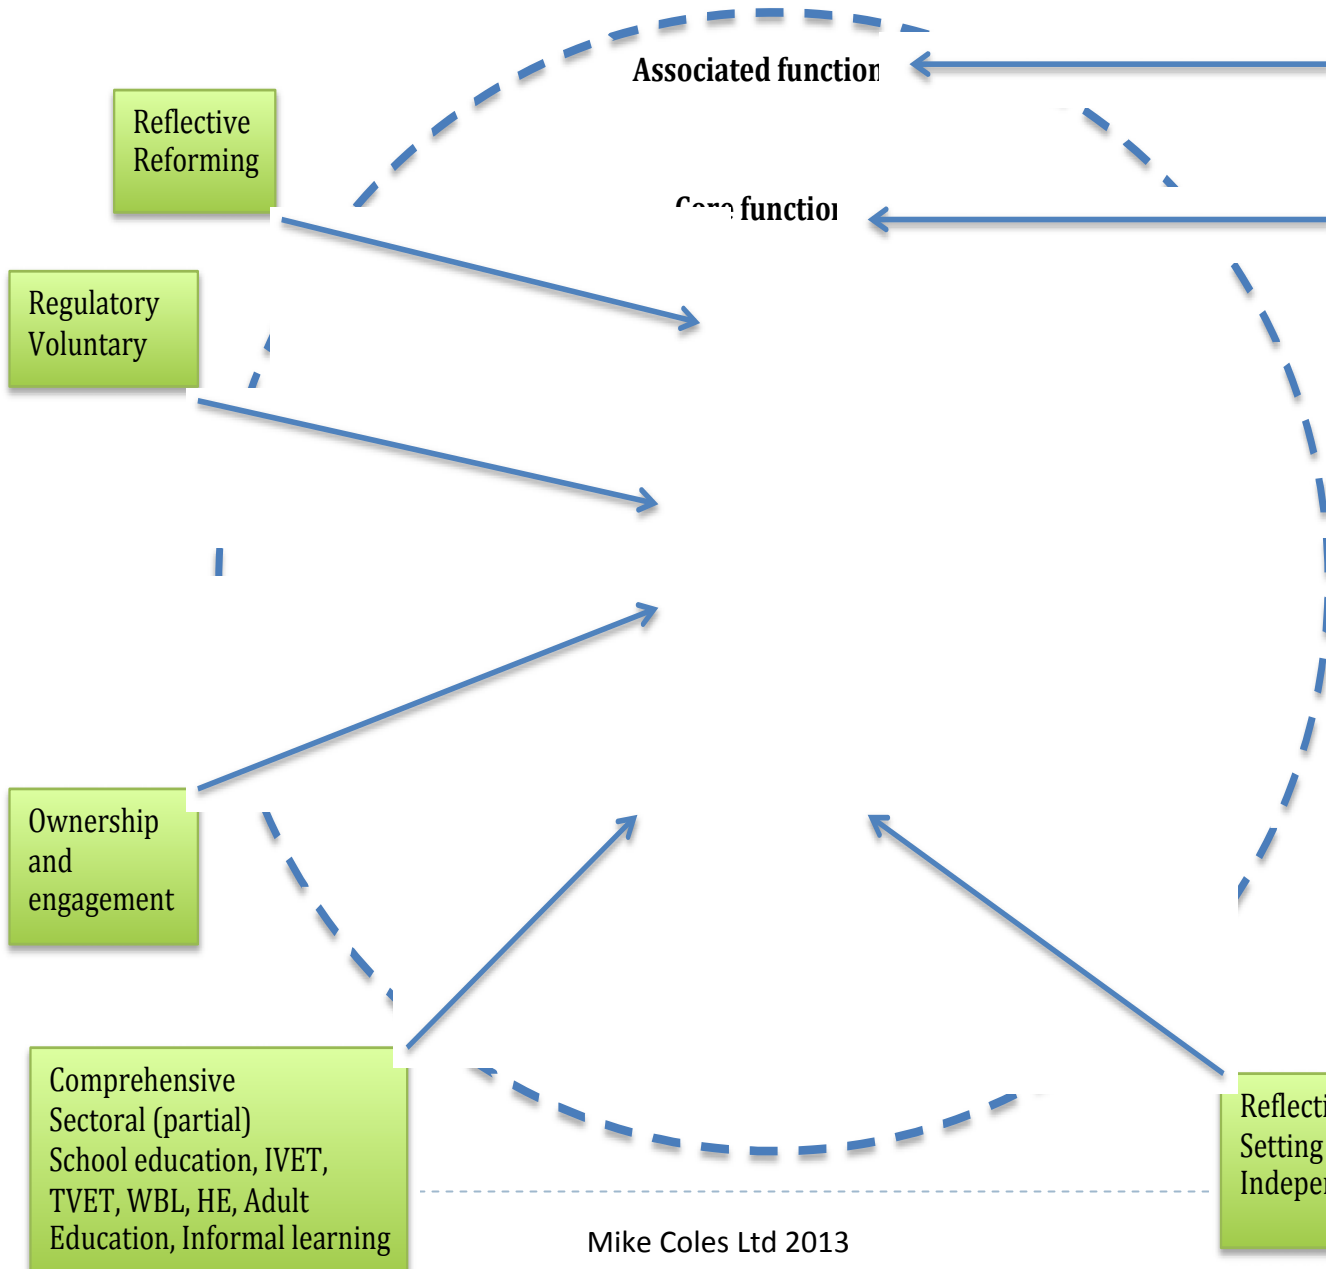 Associated function
Reflective
Reforming
Core function
Regulatory
Voluntary
Ownership
and
engagement
Comprehensive
Sectoral (partial)
School education, IVET,
TVET, WBL, HE, Adult
Education, Informal learning
Setting
Mike Coles Ltd 2013